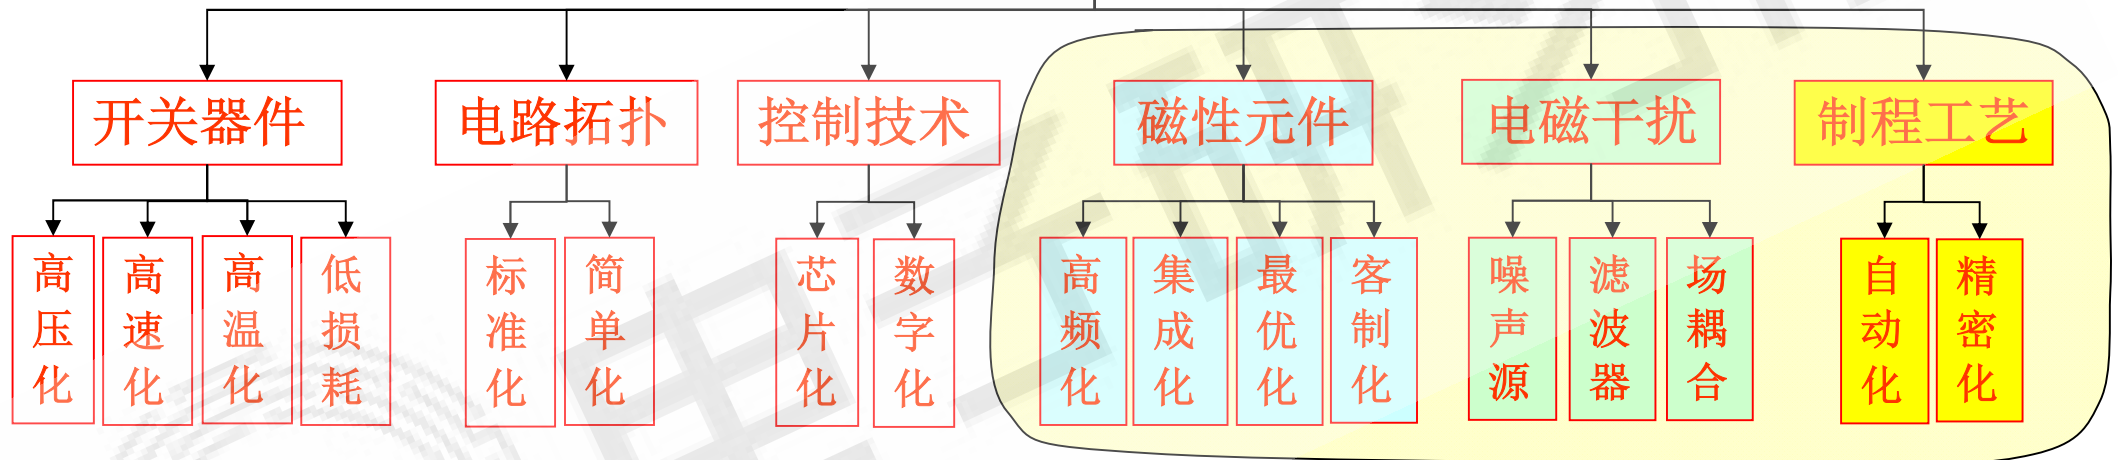 开关器件
电路拓扑
控制技术
磁性元件
电磁干扰
制程工艺
高压化
高速化
高温化
低损耗
标准化
简单化
芯片化
数字化
高频化
集成化
最优化
客制化
噪声源
滤波器
场耦合
自动化
精密化